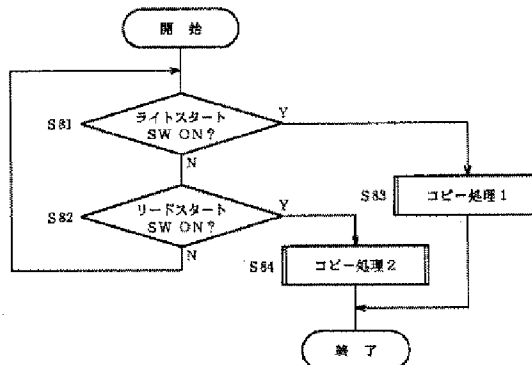 開始
S81
ライトスタート
SW ON?
Y
N
S82
リードスタート
SW ON?
Y
N
S83
コピー処理1
S84
コピー処理2
終了